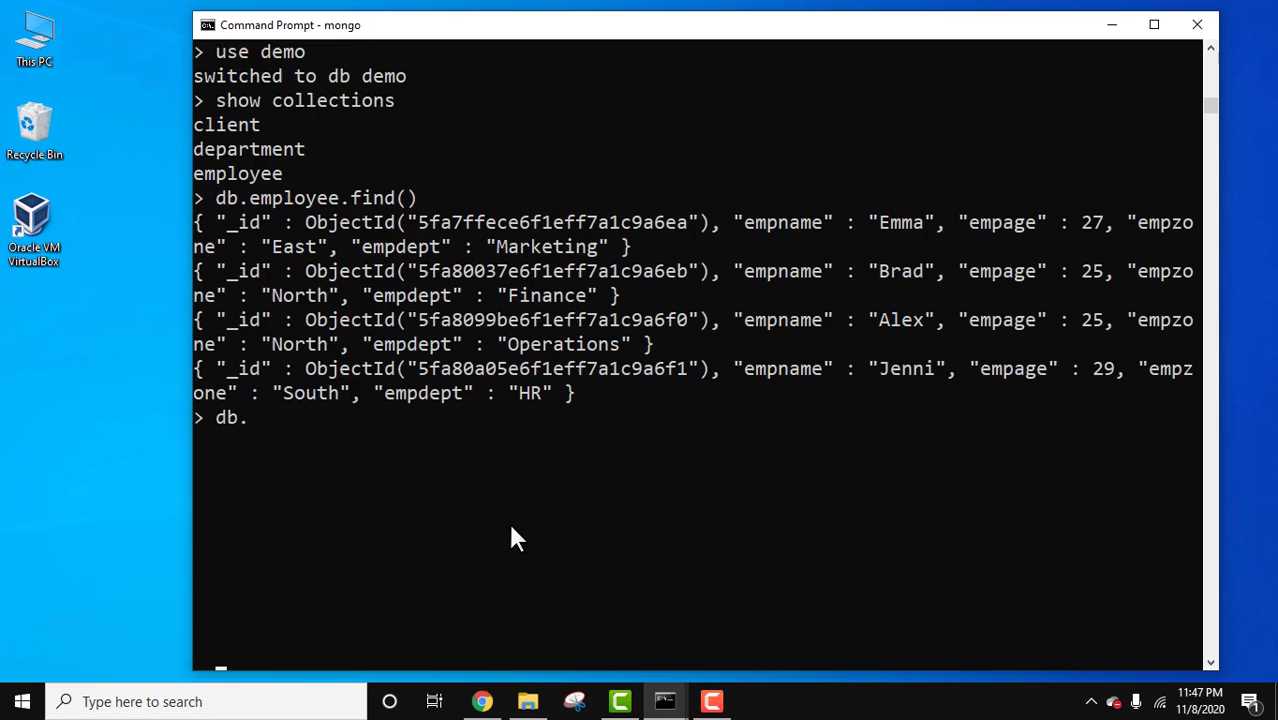 This PC
Recycle Bin
Oracle VM
VirtualBox
Command Prompt - mongo
> use demo
switched to db demo
> show collections
client
department
employee
> db.employee.find()
{ "_id" : ObjectId("5fa7ffece6f1eff7a1c9a6ea"), "empname" : "Emma", "empage" : 27, "empzo
ne" : "East", "empdept" : "Marketing" }
{ "_id" : ObjectId("5fa80037e6f1eff7a1c9a6eb"), "empname" : "Brad", "empage" : 25, "empzo
ne" : "North", "empdept" : "Finance" }
{ "_id" : ObjectId("5fa8099be6f1eff7a1c9a6f0"), "empname" : "Alex", "empage" : 25, "empzo
ne" : "North", "empdept" : "Operations" }
{ "_id" : ObjectId("5fa80a05e6f1eff7a1c9a6f1"), "empname" : "Jenni", "empage" : 29, "empz
one" : "South", "empdept" : "HR" }
> db.
Type here to search
11:47 PM
11/8/2020
1